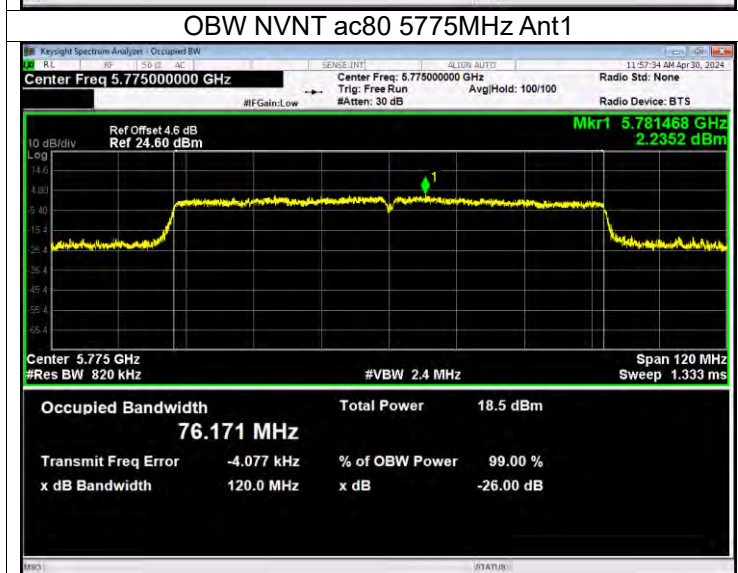 OBW NVNT ac80 5775MHz Ant1
Keysight Spectrum Analyzer - Occupied BW
RL RF 50 Ω AC SENSE:INT ALIGN AUTO 11:57:34 AM Apr 30, 2024
Center Freq 5.775000000 GHz Center Freq: 5.775000000 GHz Radio Std: None
Trig: Free Run Avg|Hold: 100/100
#IFGain:Low #Atten: 30 dB Radio Device: BTS
Mkr1 5.781468 GHz
Ref Offset 4.6 dB 2.2352 dBm
10 dB/div Ref 24.60 dBm
Log
14.6
4.60
-5.40
-15.4
-25.4
-35.4
-45.4
-55.4
-65.4
1
Center 5.775 GHz Span 120 MHz
#Res BW 820 kHz #VBW 2.4 MHz Sweep 1.333 ms
Occupied Bandwidth Total Power 18.5 dBm
76.171 MHz
Transmit Freq Error -4.077 kHz % of OBW Power 99.00 %
x dB Bandwidth 120.0 MHz x dB -26.00 dB
MSG STATUS